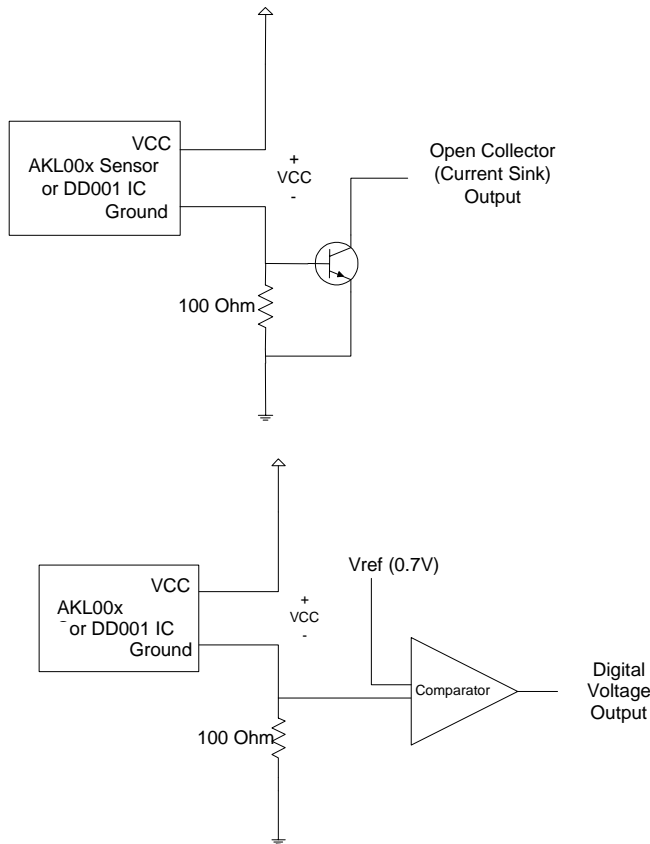 VCC
AKL00x Sensor
or DD001 IC
Ground
+
VCC
-
Open Collector
(Current Sink)
Output
100 Ohm
VCC
AKL00x
or DD001 IC
Ground
+
VCC
-
Vref (0.7V)
Comparator
Digital
Voltage
Output
100 Ohm